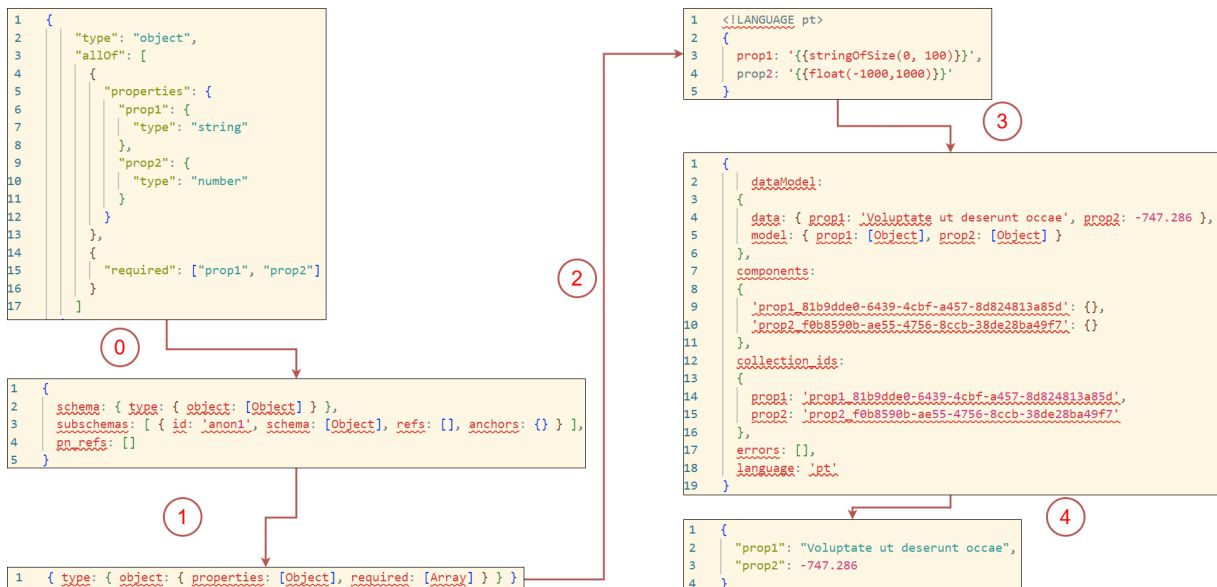 1 {
2 "type": "object",
3 "allOf": [
4 {
5 "properties": {
6 "prop1": {
7 "type": "string"
8 },
9 "prop2": {
10 "type": "number"
11 }
12 }
13 },
14 {
15 "required": ["prop1", "prop2"]
16 }
17 ]
0
1 {
2 schema: { type: { object: [Object] } },
3 subschemas: [ { id: 'anon1', schema: [Object], refs: [], anchors: {} } ],
4 pn_refs: []
5 }
1
1 { type: { object: { properties: [Object], required: [Array] } } }
2
1 <!LANGUAGE pt>
2 {
3 prop1: '{{stringOfSize(0, 100)}}',
4 prop2: '{{float(-1000,1000)}}'
5 }
3
1 {
2 dataModel:
3 {
4 data: { prop1: 'Voluptate ut deserunt occae', prop2: -747.286 },
5 model: { prop1: [Object], prop2: [Object] }
6 },
7 components:
8 {
9 'prop1_81b9dde0-6439-4cbf-a457-8d824813a85d': {},
10 'prop2_f0b8590b-ae55-4756-8ccb-38de28ba49f7': {}
11 },
12 collection_ids:
13 {
14 prop1: 'prop1_81b9dde0-6439-4cbf-a457-8d824813a85d',
15 prop2: 'prop2_f0b8590b-ae55-4756-8ccb-38de28ba49f7'
16 },
17 errors: [],
18 language: 'pt'
19 }
4
1 {
2 "prop1": "Voluptate ut deserunt occae",
3 "prop2": -747.286
4 }